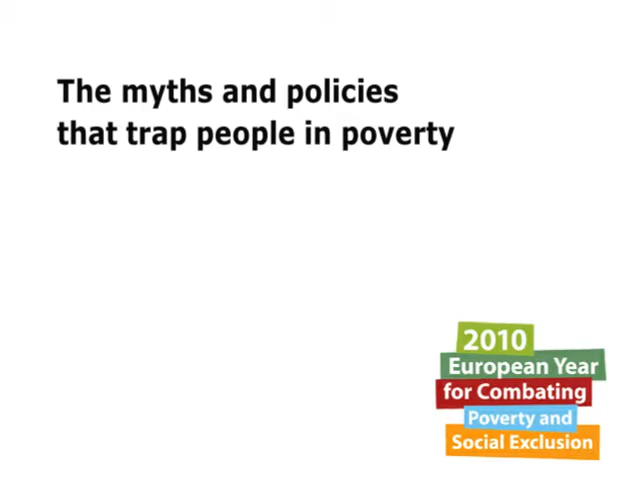 The myths and policies
that trap people in poverty
2010
European Year
for Combating
Poverty and
Social Exclusion